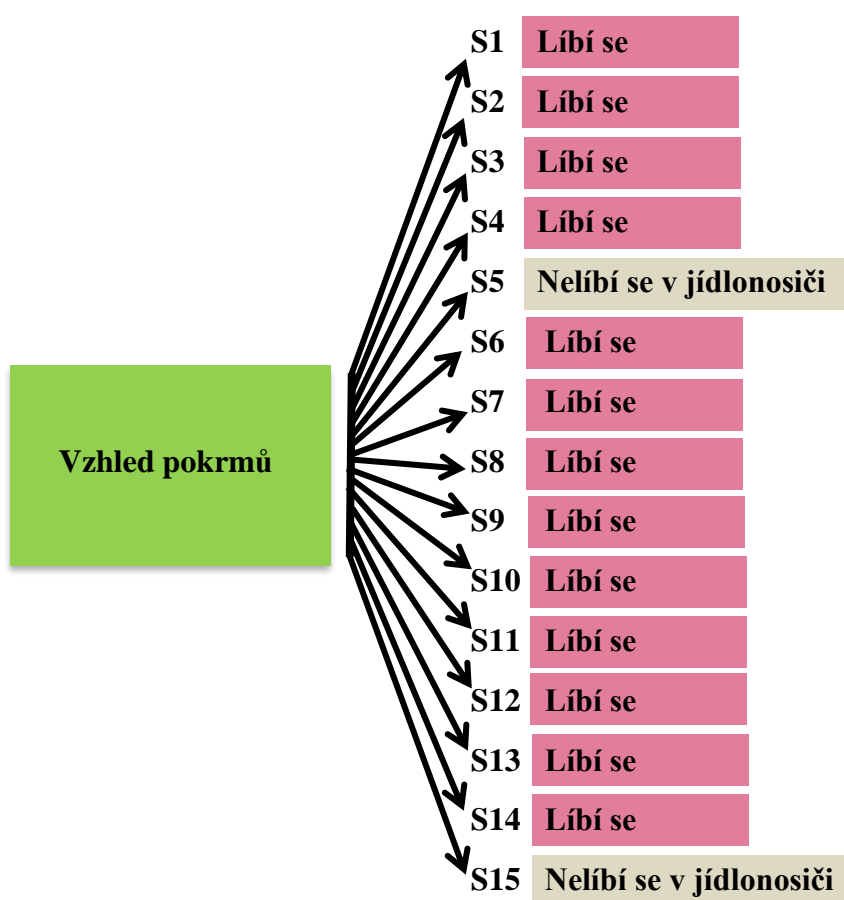 Vzhled pokrmů
S1 Líbí se
S2 Líbí se
S3 Líbí se
S4 Líbí se
S5 Nelíbí se v jídlonosiči
S6 Líbí se
S7 Líbí se
S8 Líbí se
S9 Líbí se
S10 Líbí se
S11 Líbí se
S12 Líbí se
S13 Líbí se
S14 Líbí se
S15 Nelíbí se v jídlonosiči